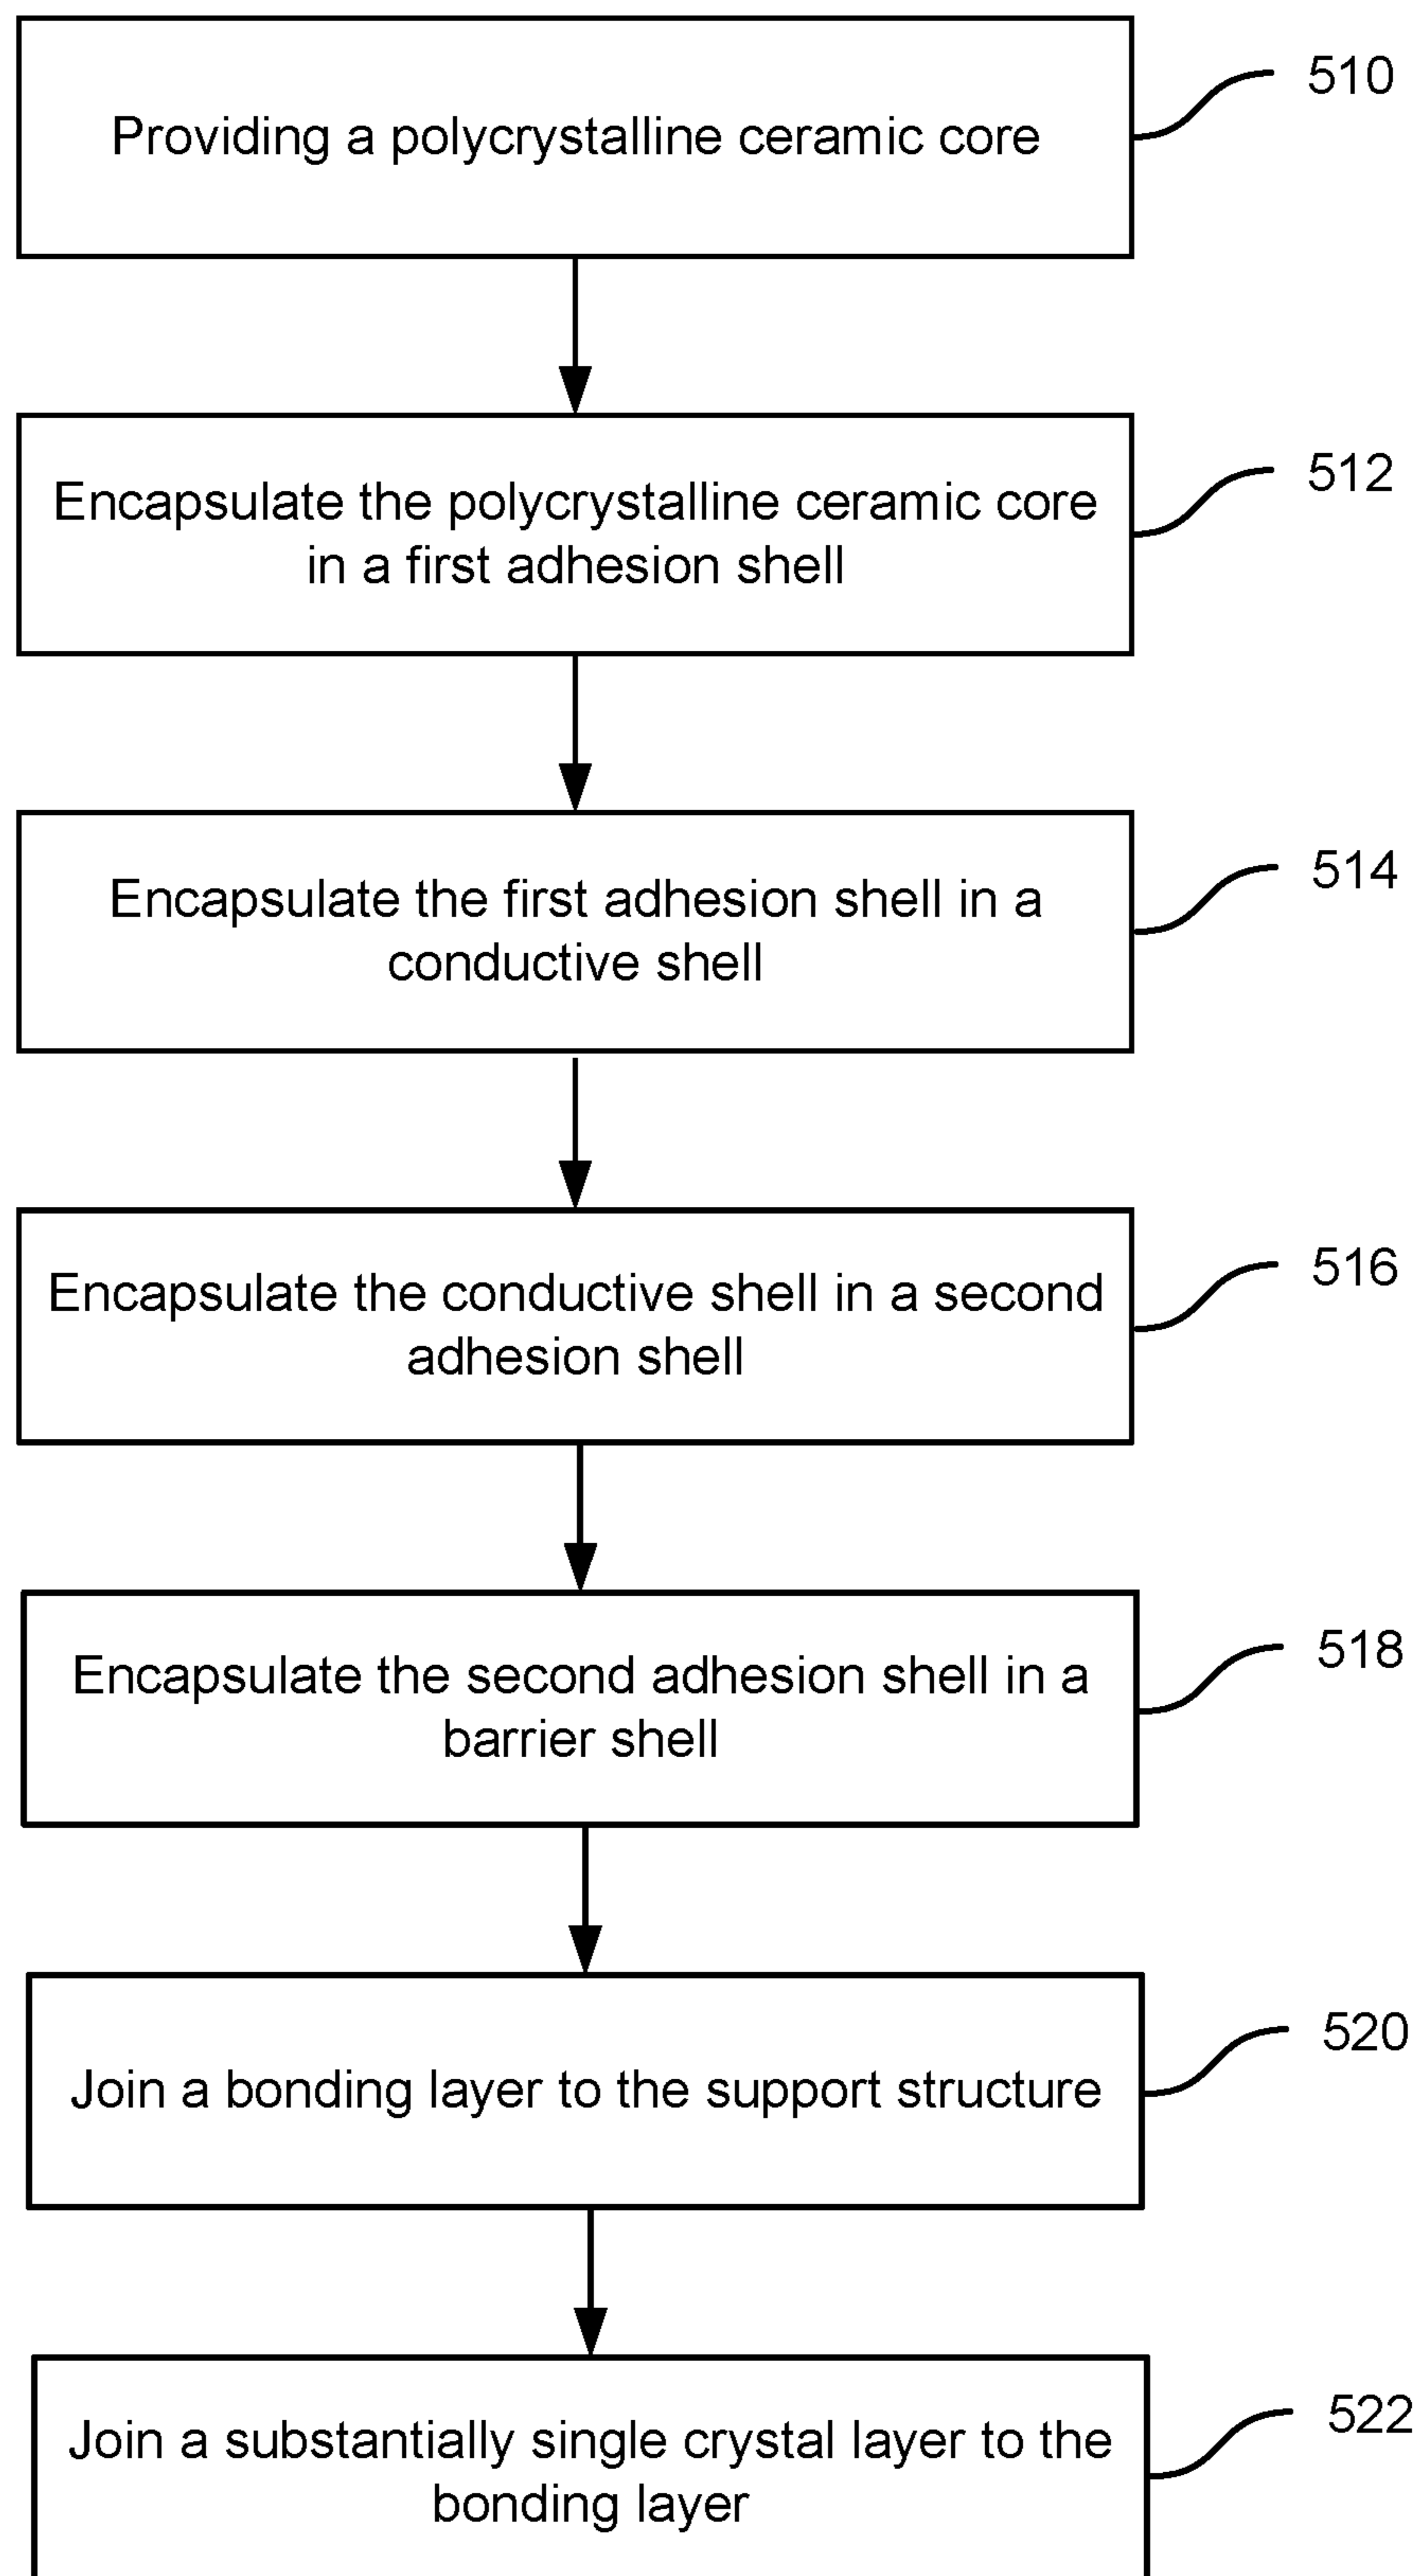 Providing a polycrystalline ceramic core
510
Encapsulate the polycrystalline ceramic core
in a first adhesion shell
512
Encapsulate the first adhesion shell in a
conductive shell
514
Encapsulate the conductive shell in a second
adhesion shell
516
Encapsulate the second adhesion shell in a
barrier shell
518
Join a bonding layer to the support structure
520
Join a substantially single crystal layer to the
bonding layer
522